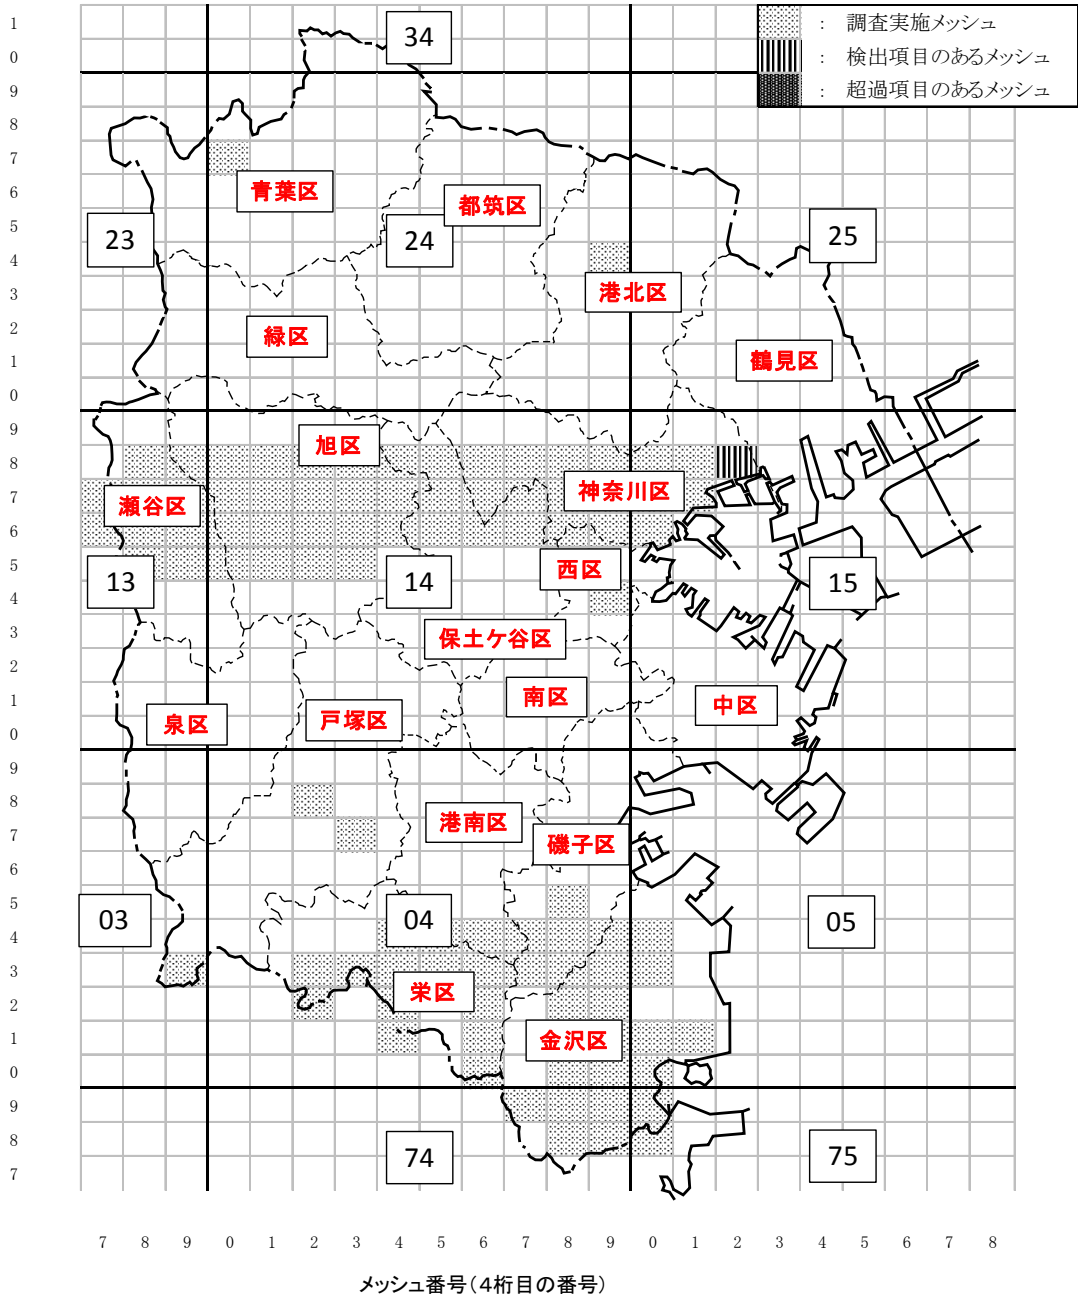 1
0
9
8
7
6
5
4
3
2
1
0
9
8
7
6
5
4
3
2
1
0
9
8
7
6
5
4
3
2
1
0
9
8
7
： 調査実施メッシュ
： 検出項目のあるメッシュ
： 超過項目のあるメッシュ
34
青葉区
都筑区
23
24
25
港北区
緑区
鶴見区
旭区
神奈川区
瀬谷区
西区
13
14
15
保土ケ谷区
南区
中区
泉区
戸塚区
港南区
磯子区
03
04
05
栄区
金沢区
74
75
7 8 9 0 1 2 3 4 5 6 7 8 9 0 1 2 3 4 5 6 7 8
メッシュ番号（4桁目の番号）